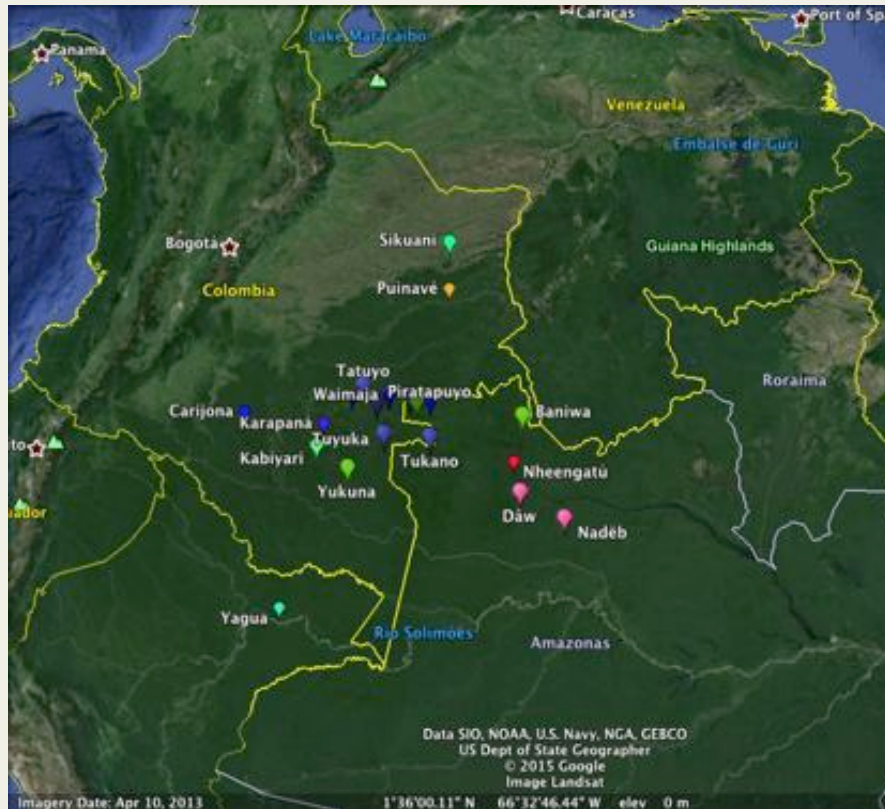 Caracas
Port of Sp
Panama
Lake Maracaibo
Venezuela
Embalse de Guri
Bogotá
Sikuani
Guiana Highlands
Colombia
Puinavé
Tatuyo
Waimaja
Piratapuyo
Roraima
Carijona
Karapanà
Baniwa
ito
Tuyuka
Tukano
Kabiyari
Nheengatú
Yukuna
uador
Dâw
Nadëb
Yagua
Rio Solimões
Amazonas
Data SIO, NOAA, U.S. Navy, NGA, GEBCO
US Dept of State Geographer
© 2015 Google
Image Landsat
Imagery Date: Apr 10, 2013 1°36'00.11" N 66°32'46.44" W elev 0 m